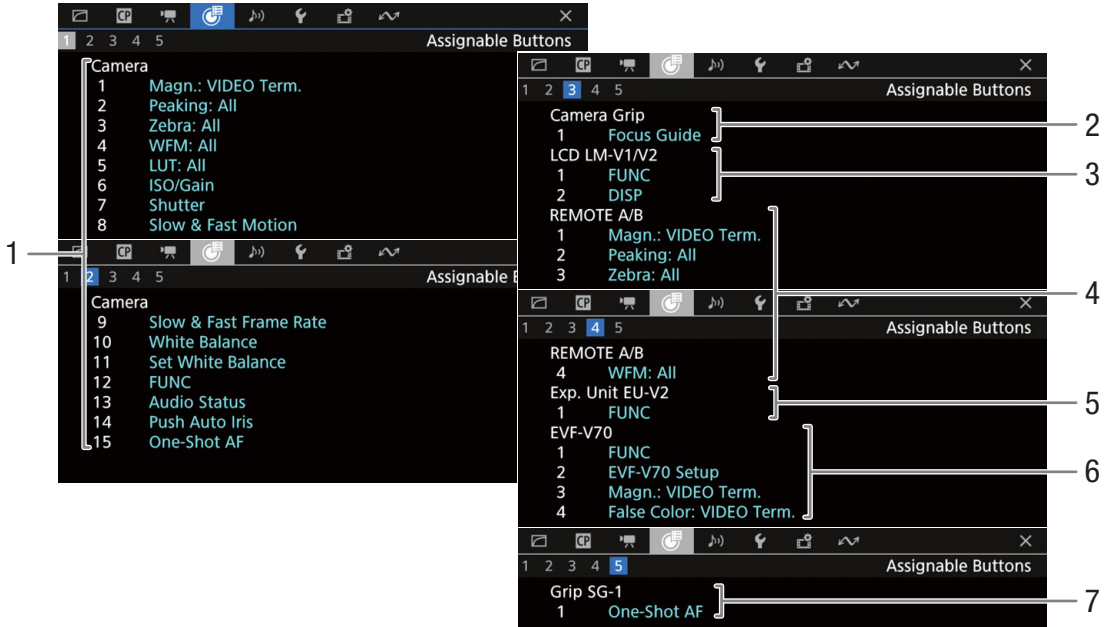 CP
1 2 3 4 5 Assignable Buttons
Camera
1 Magn.: VIDEO Term.
2 Peaking: All
3 Zebra: All
4 WFM: All
5 LUT: All
6 ISO/Gain
7 Shutter
8 Slow & Fast Motion
1
CP
1 2 3 4 5 Assignable B
Camera
9 Slow & Fast Frame Rate
10 White Balance
11 Set White Balance
12 FUNC
13 Audio Status
14 Push Auto Iris
15 One-Shot AF
CP
1 2 3 4 5 Assignable Buttons
Camera Grip
1 Focus Guide
2
LCD LM-V1/V2
1 FUNC
2 DISP
3
REMOTE A/B
1 Magn.: VIDEO Term.
2 Peaking: All
3 Zebra: All
4
CP
1 2 3 4 5 Assignable Buttons
REMOTE A/B
4 WFM: All
Exp. Unit EU-V2
1 FUNC
5
EVF-V70
1 FUNC
2 EVF-V70 Setup
3 Magn.: VIDEO Term.
4 False Color: VIDEO Term.
6
CP
1 2 3 4 5 Assignable Buttons
Grip SG-1
1 One-Shot AF
7